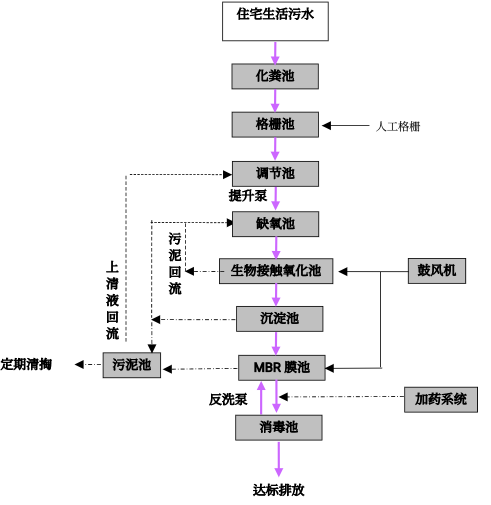 住宅生活污水
化粪池
格栅池
人工格栅
调节池
提升泵
缺氧池
污泥回流
生物接触氧化池
鼓风机
上清液回流
沉淀池
定期清掏
污泥池
MBR 膜池
反洗泵
加药系统
消毒池
达标排放